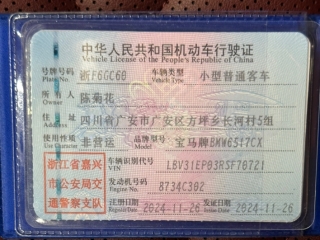 中华人民共和国机动车行驶证
Vehicle License of the People's Republic of China
号牌号码 浙F6GC60 车辆类型 小型普通客车
Plate No. Vehicle Type
所有人 陈菊花
Owner
住址 四川省广安市广安区方坪乡长河村5组
Address
使用性质 非营运 品牌型号 宝马牌BMW6517CX
Use Character Model
浙江省嘉兴 车辆识别代号 LBV31EP03RSF70721
VIN
市公安局交 发动机号码 8734C302
Engine No.
通警察支队 注册日期 2024-11-26 发证日期 2024-11-26
Register Date Issue Date